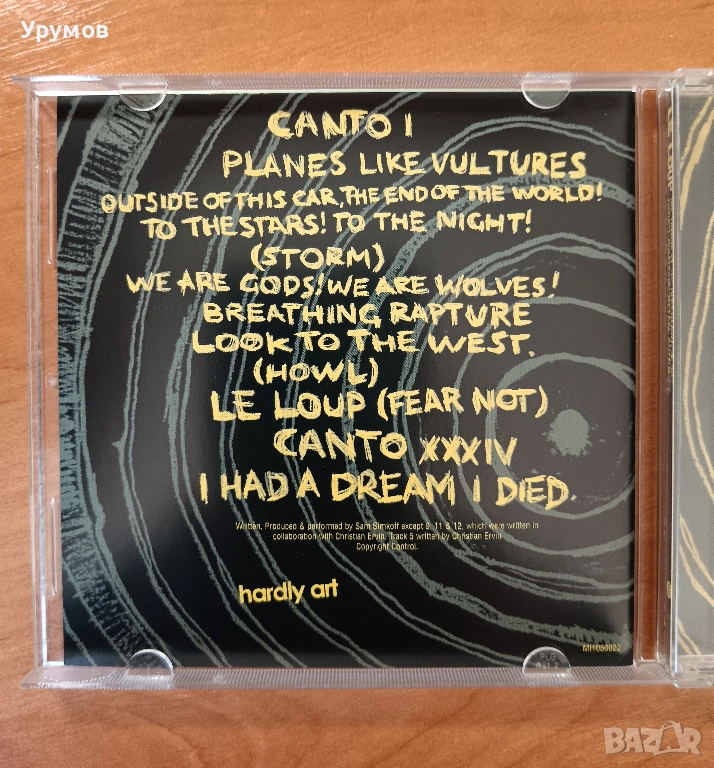 Урумов
CANTO I
PLANES LIKE VULTURES
OUTSIDE OF THIS CAR, THE END OF THE WORLD!
TO THE STARS! TO THE NIGHT!
(STORM)
WE ARE GODS! WE ARE WOLVES!
BREATHING RAPTURE
LOOK TO THE WEST.
(HOWL)
LE LOUP (FEAR NOT)
CANTO XXXIV
I HAD A DREAM I DIED.
Written, Produced & performed by Sam Simkoff except 9, 11 & 12, which were written in
collaboration with Christian Ervin. Track 5 written by Christian Ervin
Copyright Control.
hardly art
MI1050022
BAZAR